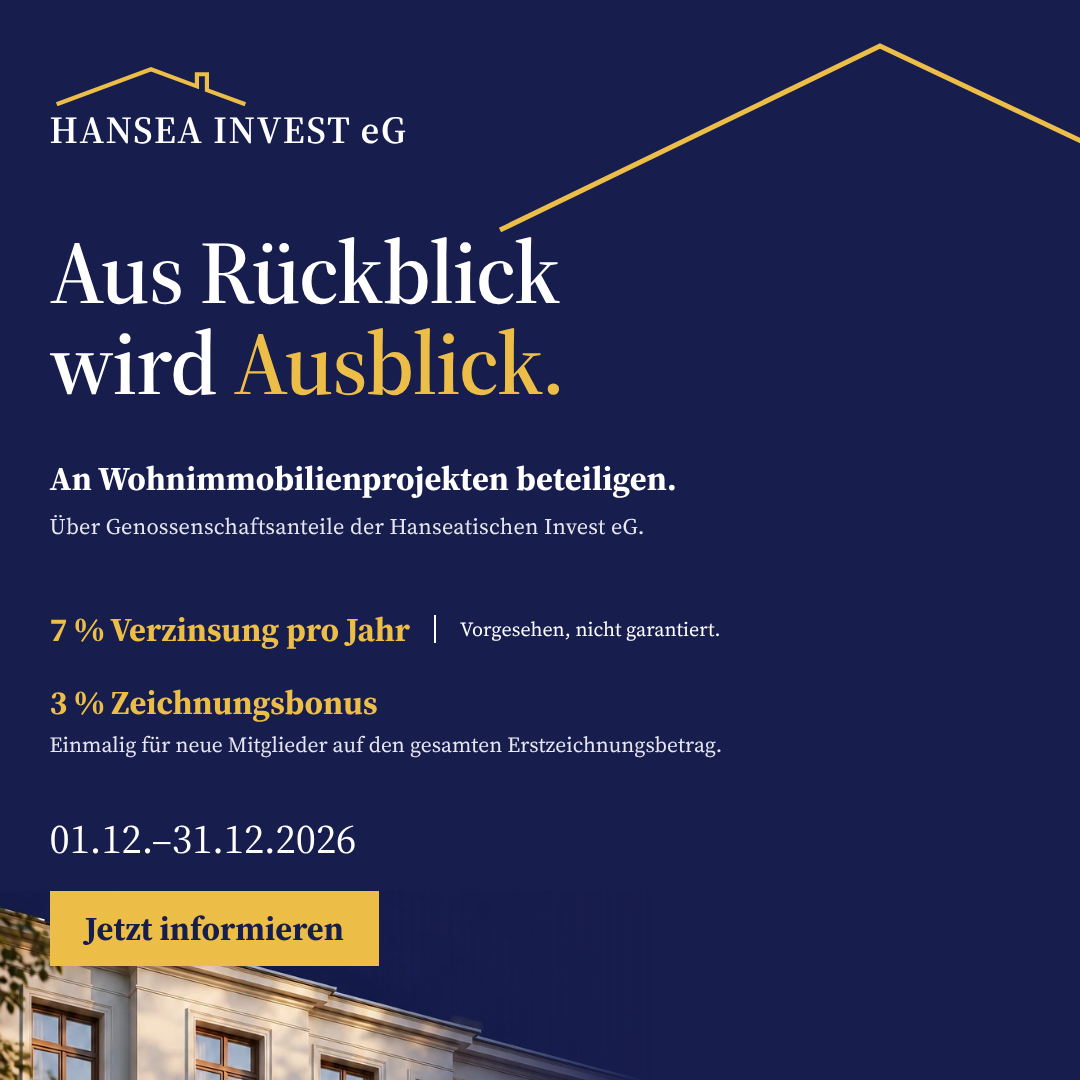 HANSEA INVEST eG
Aus Rückblick
wird Ausblick.
An Wohnimmobilienprojekten beteiligen.
Über Genossenschaftsanteile der Hanseatischen Invest eG.
7 % Verzinsung pro Jahr | Vorgesehen, nicht garantiert.
3 % Zeichnungsbonus
Einmalig für neue Mitglieder auf den gesamten Erstzeichnungsbetrag.
01.12.–31.12.2026
Jetzt informieren